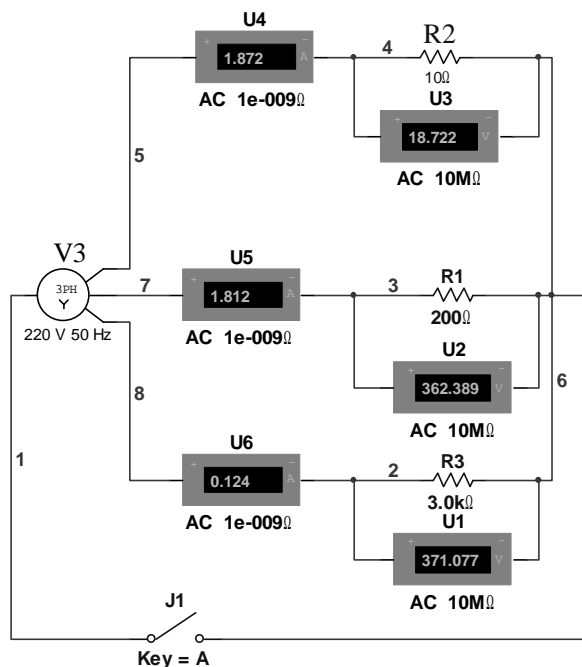 U4
+ -
1.872 A
AC 1e-009Ω
4
R2
10Ω
U3
+ -
18.722 V
AC 10MΩ
5
V3
3PH
Y
220 V 50 Hz
7
U5
+ -
1.812 A
AC 1e-009Ω
3
R1
200Ω
U2
+ -
362.389 V
AC 10MΩ
6
8
1
U6
+ -
0.124 A
AC 1e-009Ω
2
R3
3.0kΩ
U1
+ -
371.077 V
AC 10MΩ
J1
Key = A